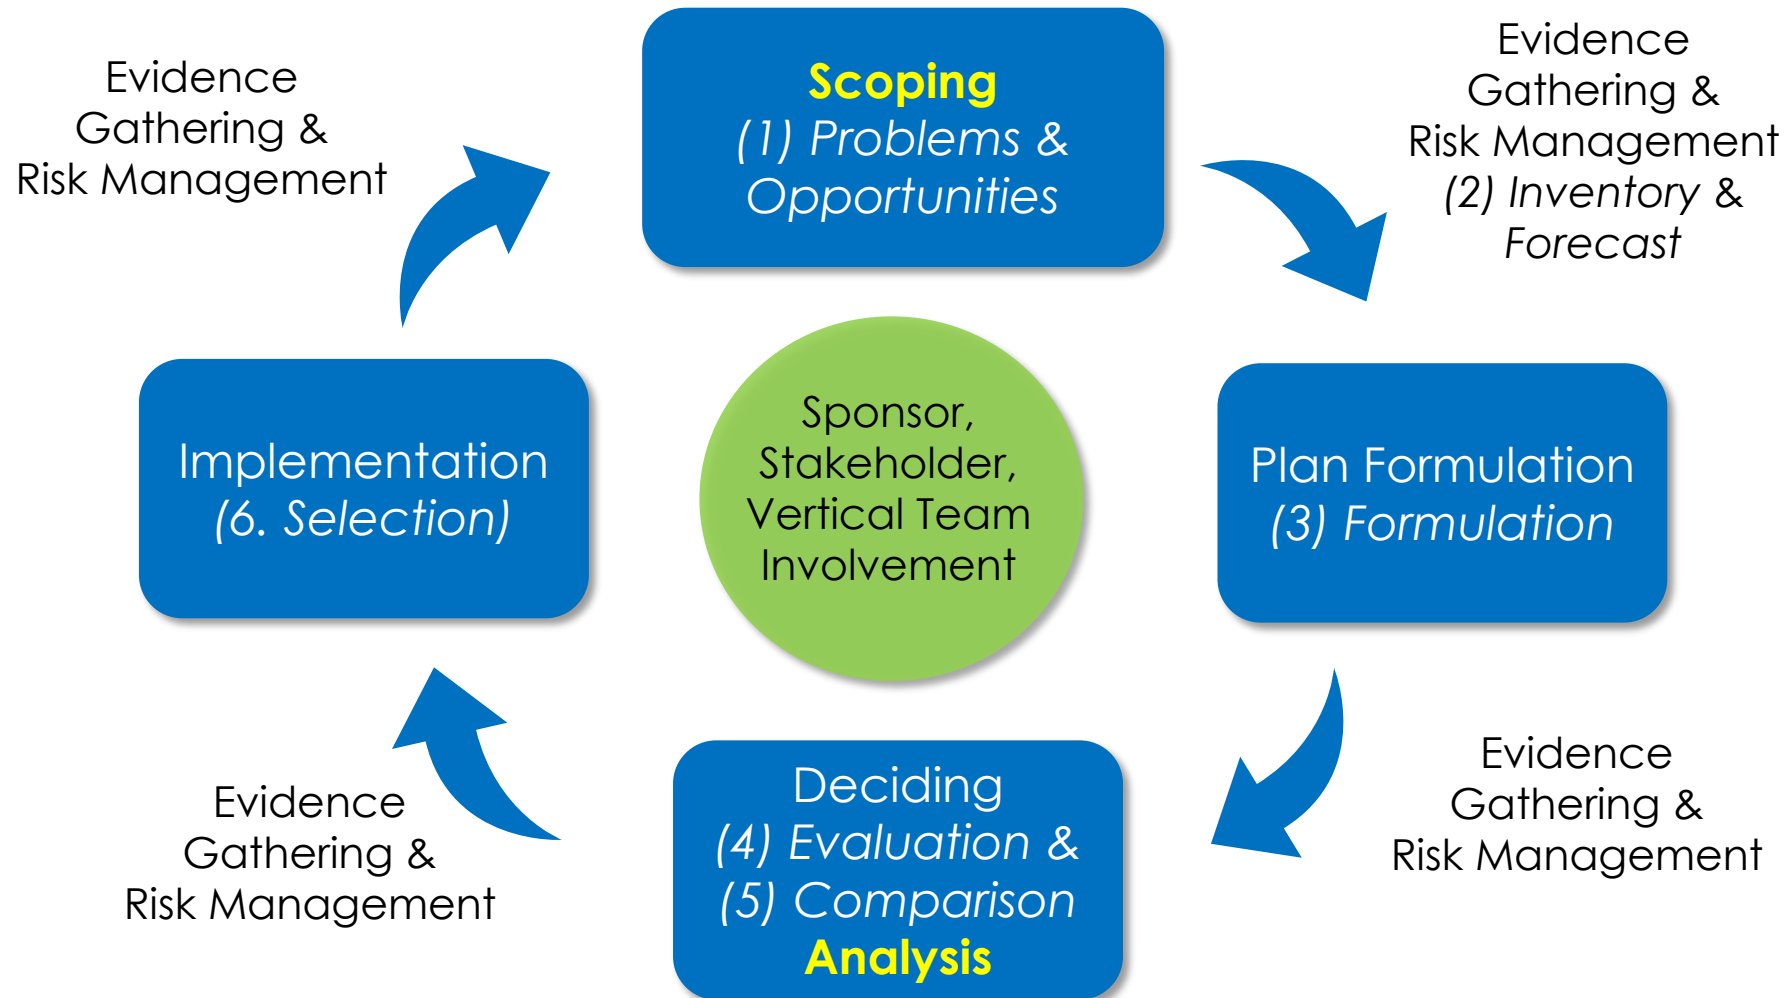 Evidence
Gathering &
Risk Management
Scoping
(1) Problems &
Opportunities
Evidence
Gathering &
Risk Management
(2) Inventory &
Forecast
Implementation
(6. Selection)
Sponsor,
Stakeholder,
Vertical Team
Involvement
Plan Formulation
(3) Formulation
Evidence
Gathering &
Risk Management
Deciding
(4) Evaluation &
(5) Comparison
Analysis
Evidence
Gathering &
Risk Management